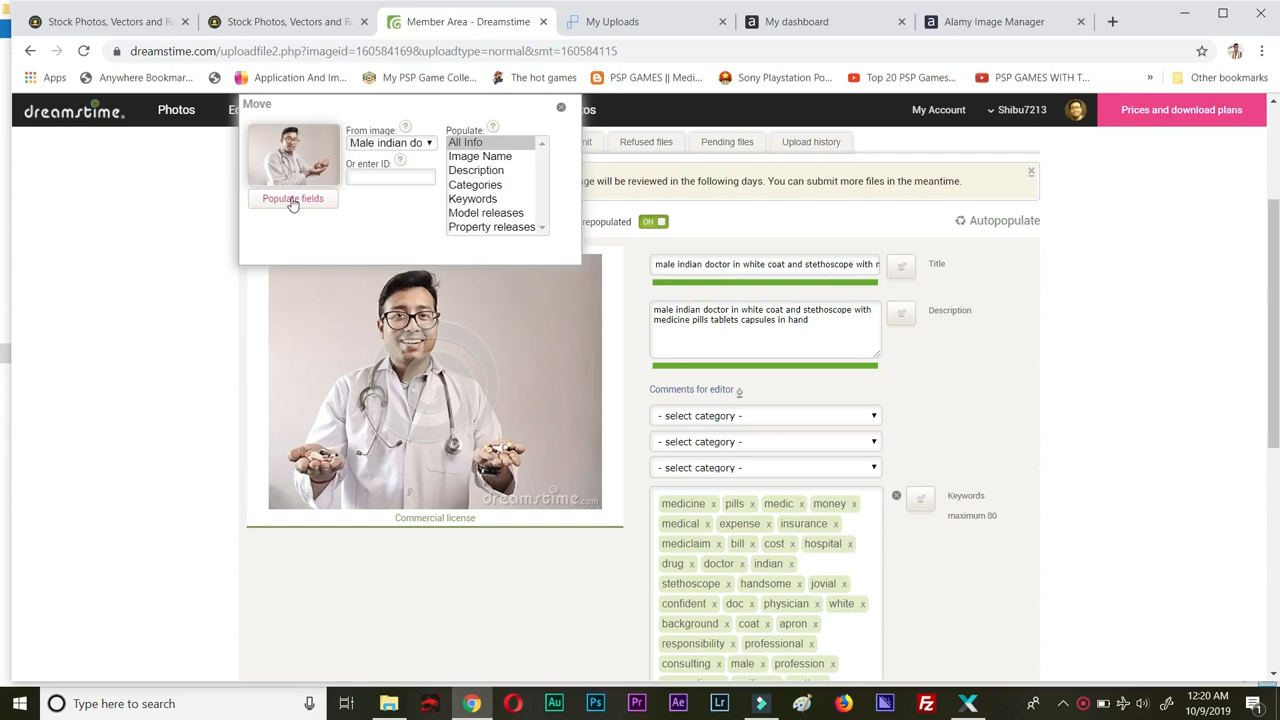 Stock Photos, Vectors and R
Stock Photos, Vectors and R
Member Area - Dreamstime
My Uploads
My dashboard
Alamy Image Manager
dreamstime.com/uploadfile2.php?imageid=160584169&uploadtype=normal&smt=160584115
Apps
Anywhere Bookmar...
Application And Im...
My PSP Game Colle...
The hot games
PSP GAMES || Medi...
Sony Playstation Po...
Top 20 PSP Games...
PSP GAMES WITH T...
»
Other bookmarks
dreamstime.
Photos
My Account
Shibu7213
Prices and download plans
Move
From image: ?
Populate: ?
Male indian do
Or enter ID: ?
Populate fields
All Info
Image Name
Description
Categories
Keywords
Model releases
Property releases
Refused files
Pending files
Upload history
ge will be reviewed in the following days. You can submit more files in the meantime.
repopulated
ON
Autopopulate
male indian doctor in white coat and stethoscope with
Title
male indian doctor in white coat and stethoscope with
medicine pills tablets capsules in hand
Description
Comments for editor
- select category -
- select category -
- select category -
dreamstime.com
Commercial license
Keywords
maximum 80
medicine x pills x medic x money x
medical x expense x insurance x
mediclaim x bill x cost x hospital x
drug x doctor x indian x
stethoscope x handsome x jovial x
confident x doc x physician x white x
background x coat x apron x
responsibility x professional x
consulting x male x profession x
Type here to search
Au
Ps
Pr
Ae
Lr
Fz
12:20 AM
10/9/2019